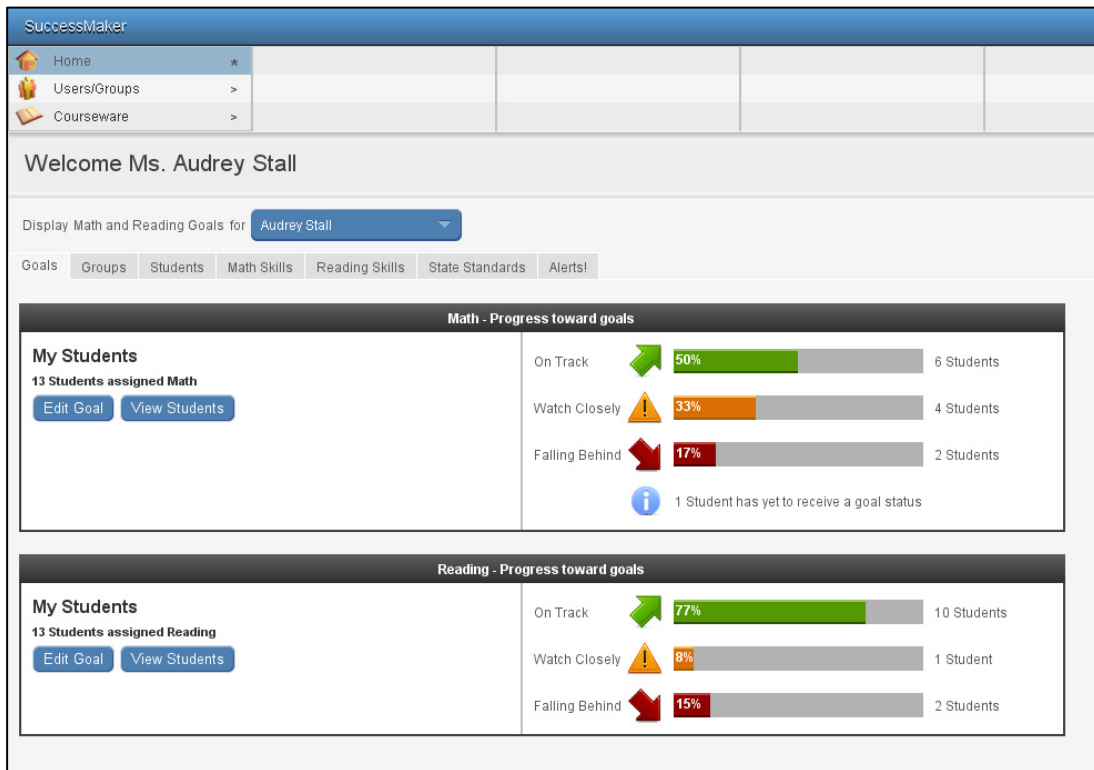 SuccessMaker
Home *
Users/Groups >
Courseware >
Welcome Ms. Audrey Stall
Display Math and Reading Goals for Audrey Stall
Goals Groups Students Math Skills Reading Skills State Standards Alerts!
Math - Progress toward goals
My Students
13 Students assigned Math
Edit Goal View Students
On Track 50% 6 Students
Watch Closely ! 33% 4 Students
Falling Behind 17% 2 Students
i 1 Student has yet to receive a goal status
Reading - Progress toward goals
My Students
13 Students assigned Reading
Edit Goal View Students
On Track 77% 10 Students
Watch Closely ! 8% 1 Student
Falling Behind 15% 2 Students